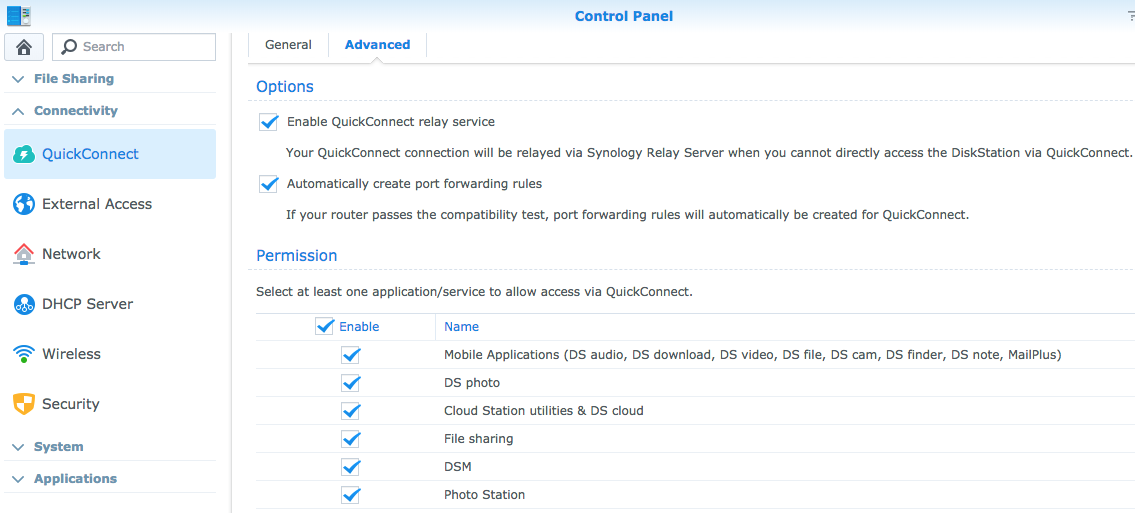 Control Panel
Search
File Sharing
Connectivity
QuickConnect
External Access
Network
DHCP Server
Wireless
Security
System
Applications
General Advanced
Options
Enable QuickConnect relay service
Your QuickConnect connection will be relayed via Synology Relay Server when you cannot directly access the DiskStation via QuickConnect.
Automatically create port forwarding rules
If your router passes the compatibility test, port forwarding rules will automatically be created for QuickConnect.
Permission
Select at least one application/service to allow access via QuickConnect.
Enable Name
Mobile Applications (DS audio, DS download, DS video, DS file, DS cam, DS finder, DS note, MailPlus)
DS photo
Cloud Station utilities & DS cloud
File sharing
DSM
Photo Station